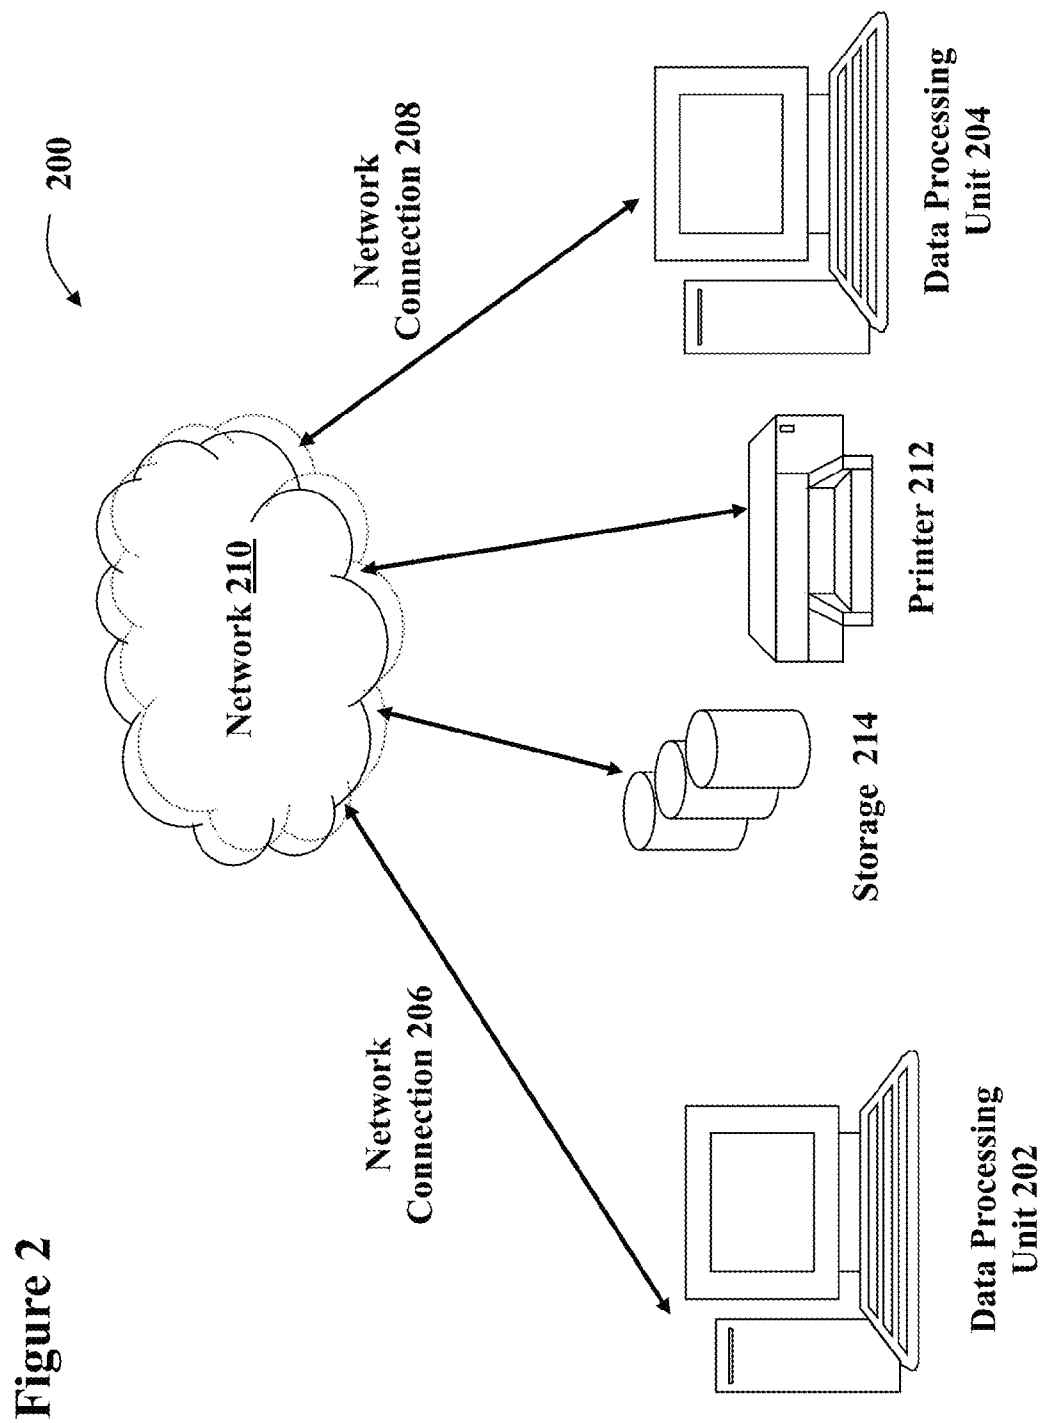 Figure 2
200
Network 210
Network
Connection 206
Network
Connection 208
Data Processing
Unit 202
Storage 214
Printer 212
Data Processing
Unit 204